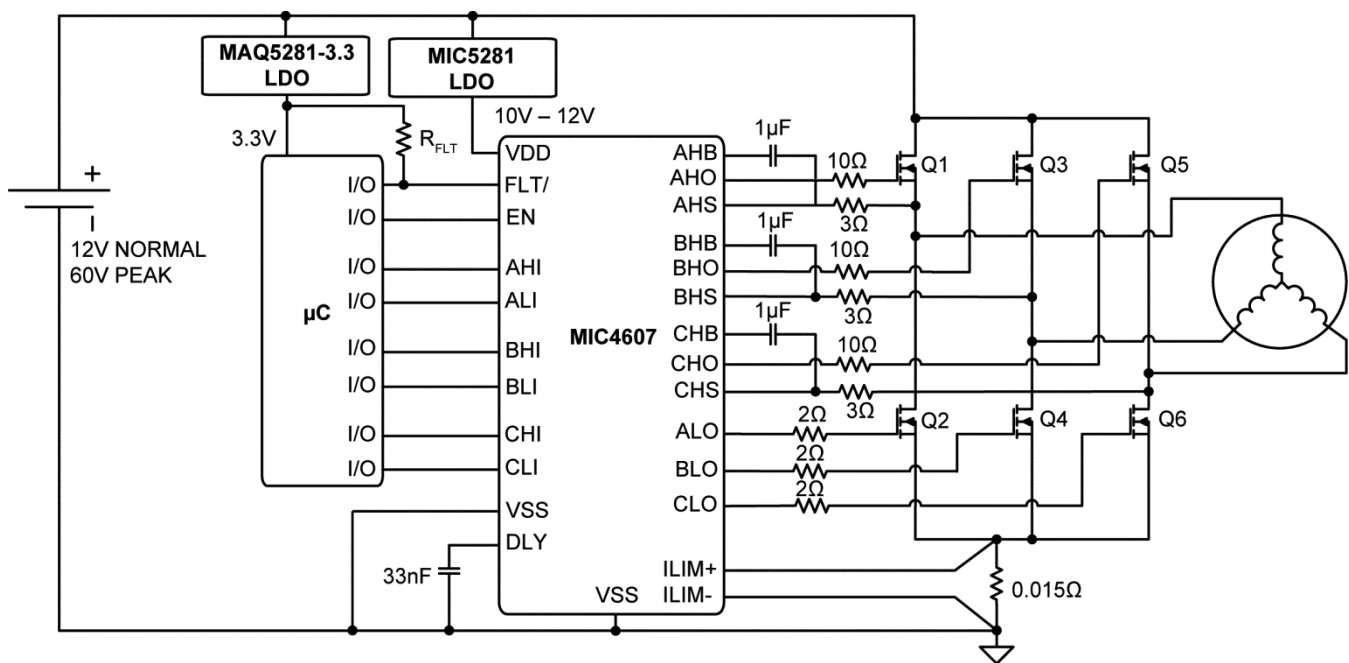 MAQ5281-3.3
LDO
MIC5281
LDO
10V – 12V
3.3V
R_FLT
+
–
12V NORMAL
60V PEAK
µC
I/O
I/O
I/O
I/O
I/O
I/O
I/O
I/O
VDD
FLT/
EN
AHI
ALI
BHI
BLI
CHI
CLI
VSS
DLY
33nF
VSS
MIC4607
AHB
AHO
AHS
BHB
BHO
BHS
CHB
CHO
CHS
ALO
BLO
CLO
ILIM+
ILIM-
1µF
10Ω
3Ω
1µF
10Ω
3Ω
1µF
10Ω
3Ω
2Ω
2Ω
2Ω
Q1
Q3
Q5
Q2
Q4
Q6
0.015Ω